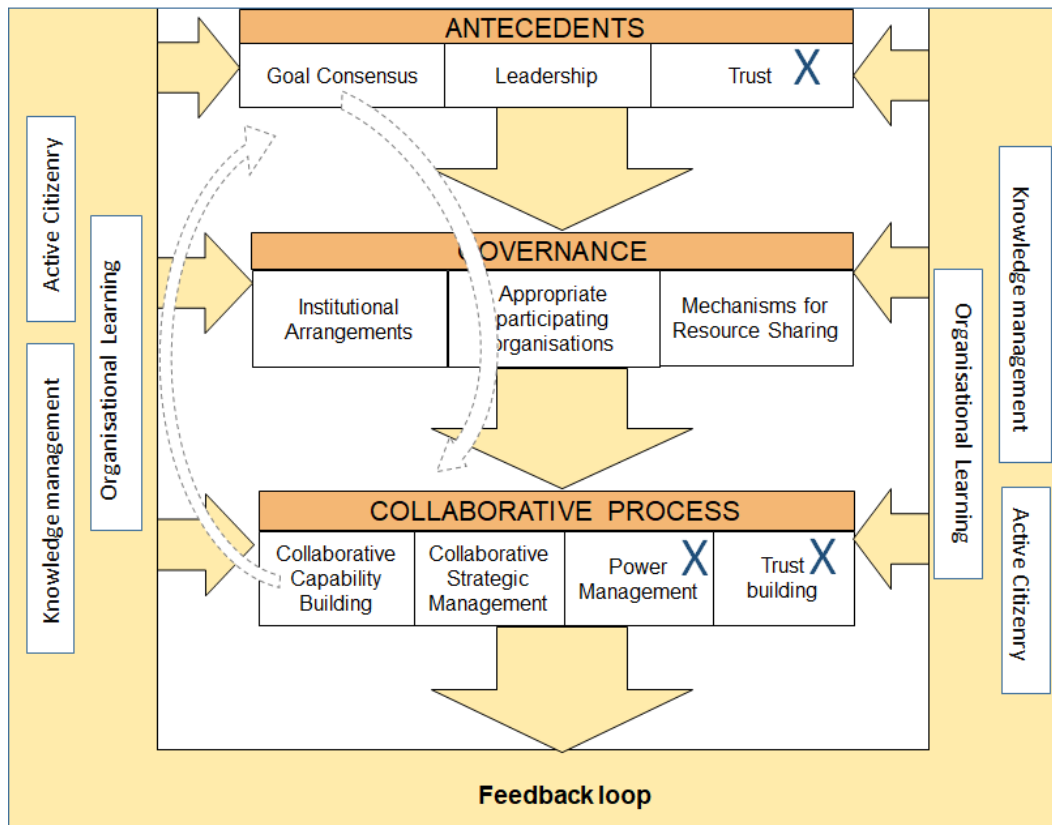 ANTECEDENTS
Goal Consensus
Leadership
Trust
X
GOVERNANCE
Institutional
Arrangements
Appropriate
participating
organisations
Mechanisms for
Resource Sharing
COLLABORATIVE PROCESS
Collaborative
Capability
Building
Collaborative
Strategic
Management
Power
Management
X
Trust
building
X
Active Citizenry
Knowledge management
Organisational Learning
Knowledge management
Organisational Learning
Active Citizenry
Feedback loop